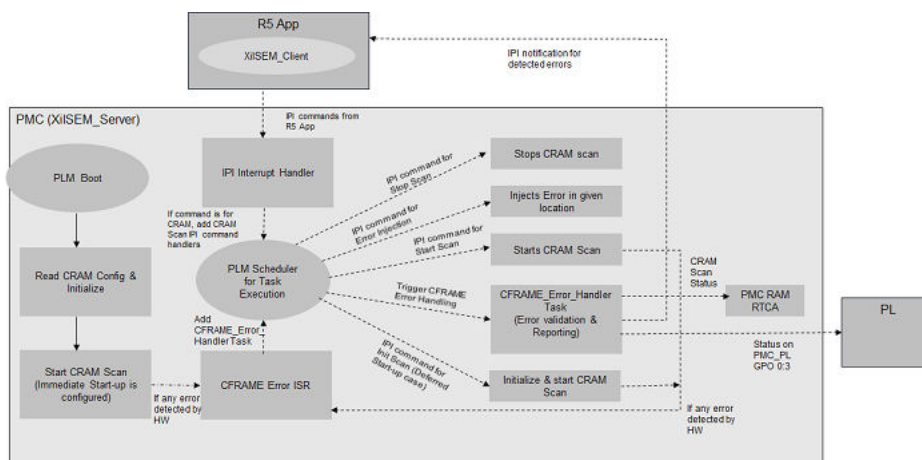 R5 App
XilSEM_Client
IPI notification for
detected errors
PMC (XilSEM_Server)
IPI commands from
R5 App
PLM Boot
IPI Interrupt Handler
If command is for
CRAM, add CRAM
Scan IPI command
handlers
Read CRAM Config &
Initialize
PLM Scheduler
for Task
Execution
IPI command for
Stop Scan
Stops CRAM scan
IPI command for
Error Injection
Injects Error in given
location
IPI command for
Start Scan
Starts CRAM Scan
Trigger CFRAME
Error Handling
CFRAME_Error_Handler
Task
(Error validation &
Reporting)
CRAM
Scan
Status
PMC RAM
RTCA
PL
Status on
PMC_PL
GPO 0:3
Add
CFRAME_Error_
Handler Task
IPI command for
Init Scan (Deferred
Start-up case)
Start CRAM Scan
(Immediate Start-up is
configured)
If any error
detected by
HW
CFRAME Error ISR
Initialize & start CRAM
Scan
If any error
detected by
HW